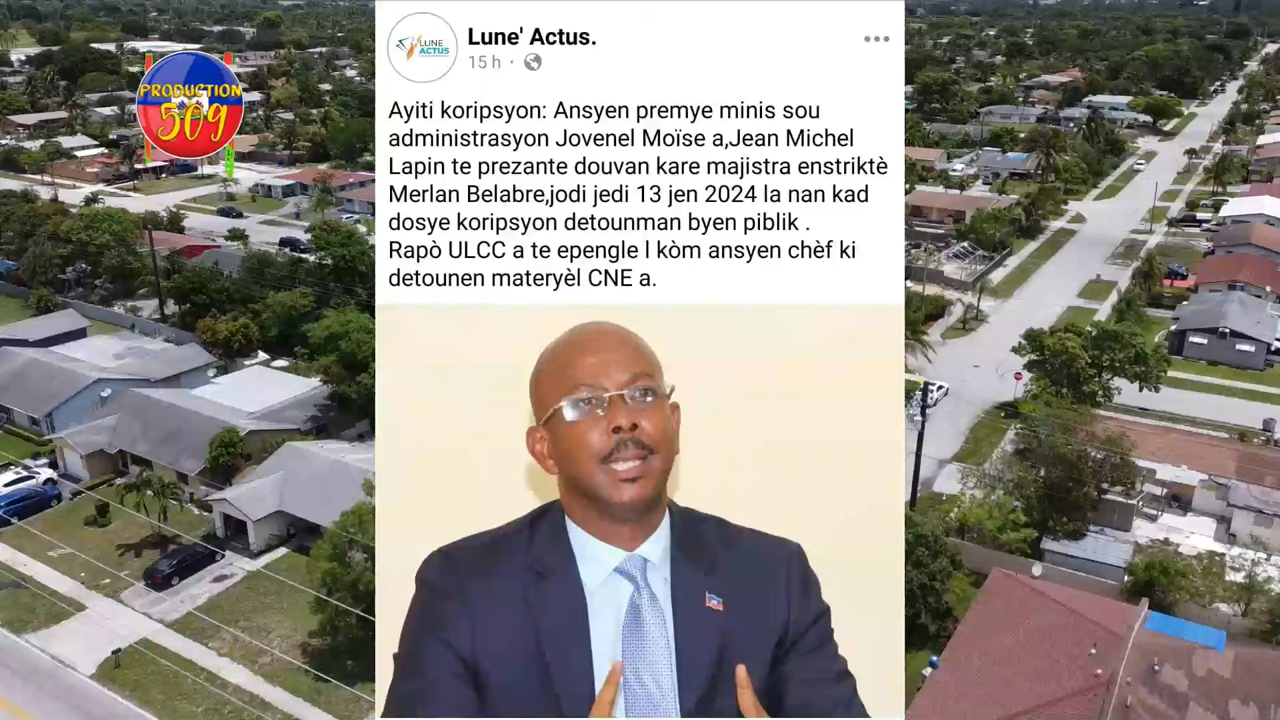 PRODUCTION
509
LUNE
ACTUS
Lune' Actus.
15 h ·
Ayiti koripsyon: Ansyen premye minis sou
administrasyon Jovenel Moïse a,Jean Michel
Lapin te prezante douvan kare majistra enstriktè
Merlan Belabre,jodi jedi 13 jen 2024 la nan kad
dosye koripsyon detounman byen piblik .
Rapò ULCC a te epengle l kòm ansyen chèf ki
detounen materyèl CNE a.